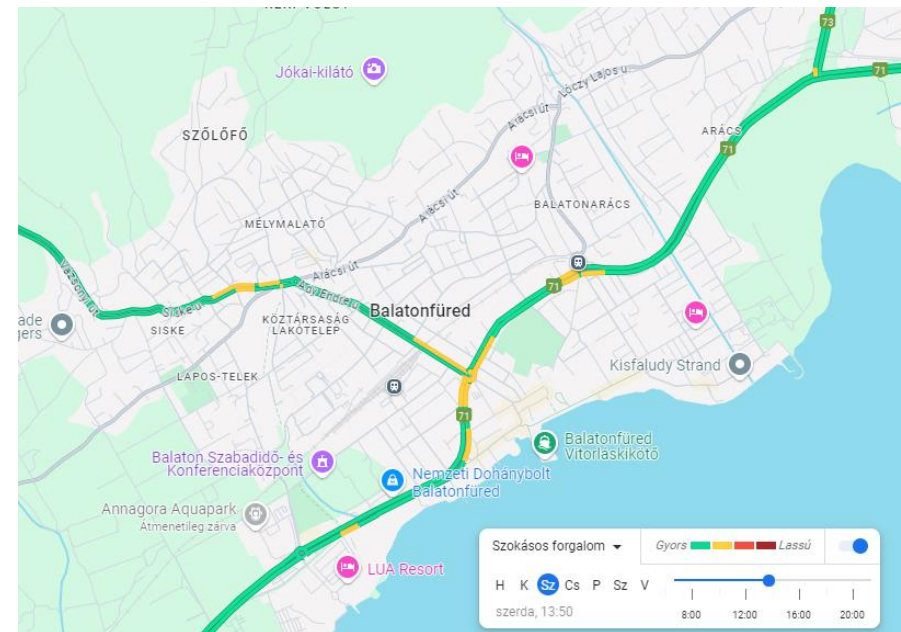 73
71
Jókai-kilátó
Lóczy Lajos u.
Arácsi út
SZŐLŐFŐ
ARÁCS
71
Arácsi út
BALATONARÁCS
MÉLYMALATÓ
Arácsi út
Vázsonyi út
Siske u.
Ady Endre u.
71
Balatonfüred
KÖZTÁRSASÁG
LAKÓTELEP
SISKE
LAPOS-TELEK
Kisfaludy Strand
71
Balatonfüred
Vitorláskikötő
Balaton Szabadidő- és
Konferenciaközpont
Nemzeti Dohánybolt
Balatonfüred
Annagora Aquapark
Átmenetileg zárva
LUA Resort
Szokásos forgalom
Gyors
Lassú
H K Sz Cs P Sz V
szerda, 13:50
8:00 12:00 16:00 20:00